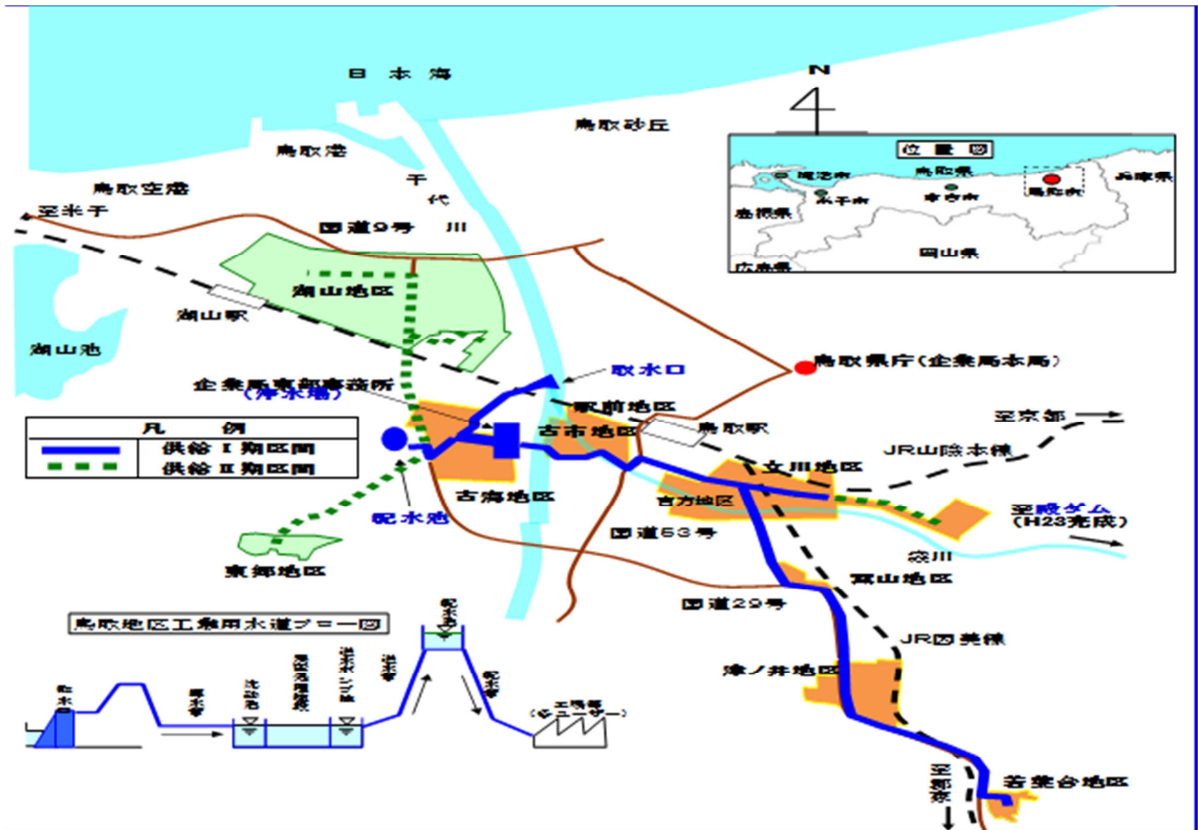 日本海
N
鳥取砂丘
鳥取港
千代川
鳥取空港
至米子
国道9号
位置図
鳥取県
兵庫県
境港市
米子市
倉吉市
鳥取市
島根県
岡山県
広島県
湖山地区
湖山駅
湖山池
取水口
鳥取県庁(企業局本局)
企業局東部事務所
(浄水場)
駅前地区
鳥取駅
至京都
JR山陰本線
凡 例
供給Ⅰ期区間
供給Ⅱ期区間
古市地区
文川地区
古海地区
吉方地区
至殿ダム
(H23完成)
配水池
国道53号
袋川
東郷地区
国道29号
鳥取地区工業用水道フロー図
JR因美線
津ノ井地区
取水口
若葉台地区